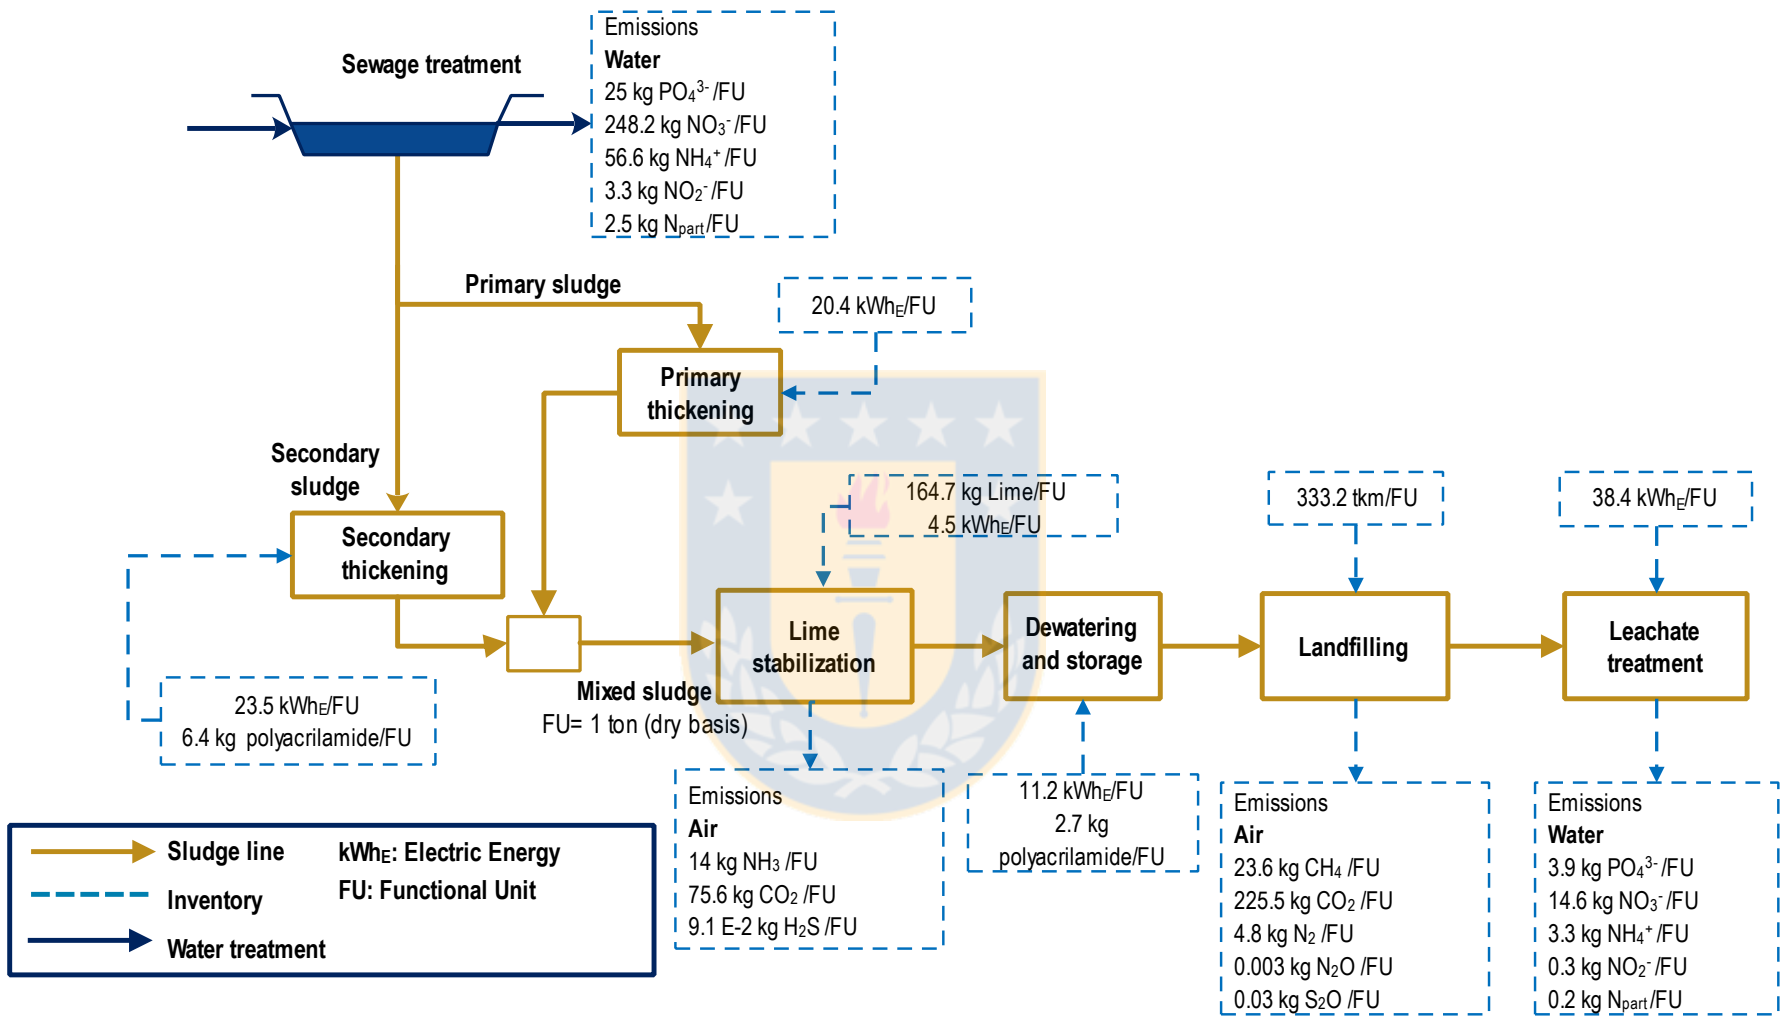 Sewage treatment
Emissions
Water
25 kg PO₄³⁻/FU
248.2 kg NO₃⁻/FU
56.6 kg NH₄⁺/FU
3.3 kg NO₂⁻/FU
2.5 kg Npart/FU
Primary sludge
20.4 kWhE/FU
Primary
thickening
Secondary
sludge
164.7 kg Lime/FU
4.5 kWhE/FU
333.2 tkm/FU
38.4 kWhE/FU
Secondary
thickening
Lime
stabilization
Dewatering
and storage
Landfilling
Leachate
treatment
Mixed sludge
FU= 1 ton (dry basis)
23.5 kWhE/FU
6.4 kg polyacrilamide/FU
Emissions
Air
14 kg NH₃ /FU
75.6 kg CO₂ /FU
9.1 E-2 kg H₂S /FU
11.2 kWhE/FU
2.7 kg
polyacrilamide/FU
Emissions
Air
23.6 kg CH₄ /FU
225.5 kg CO₂ /FU
4.8 kg N₂ /FU
0.003 kg N₂O /FU
0.03 kg S₂O /FU
Emissions
Water
3.9 kg PO₄³⁻/FU
14.6 kg NO₃⁻/FU
3.3 kg NH₄⁺/FU
0.3 kg NO₂⁻/FU
0.2 kg Npart/FU
Sludge line
Inventory
Water treatment
kWhE: Electric Energy
FU: Functional Unit